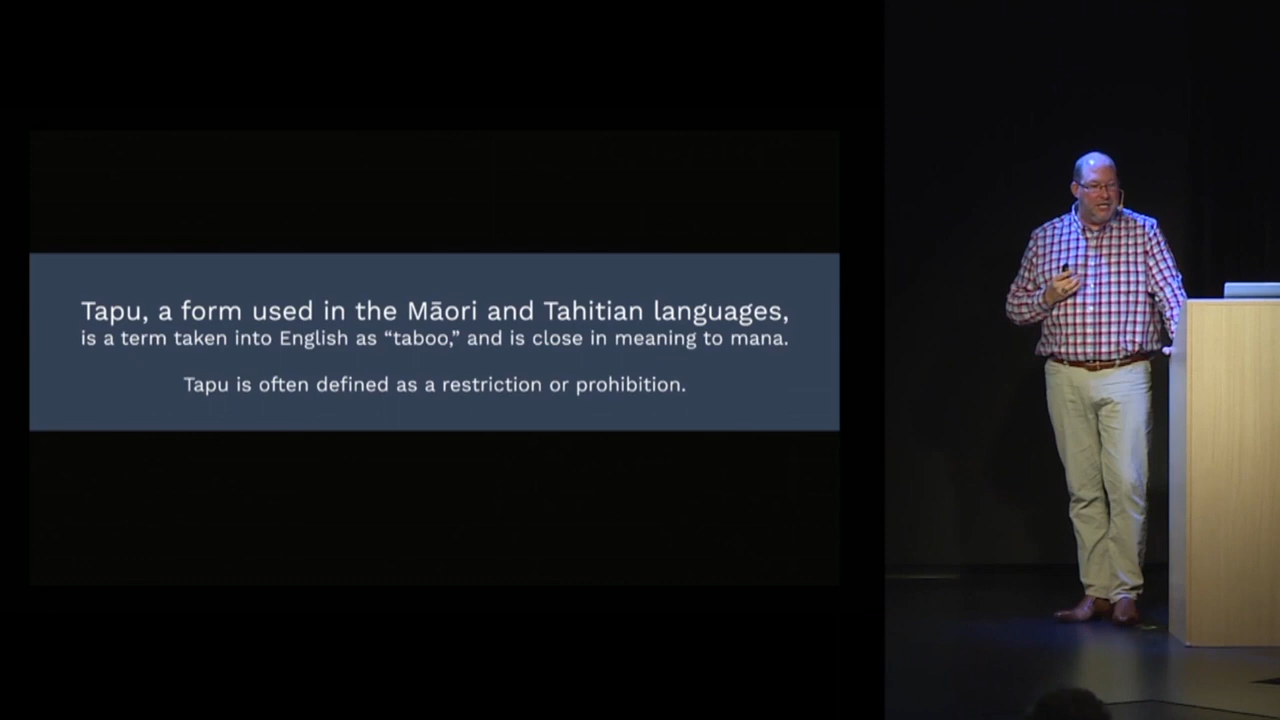 Tapu, a form used in the Māori and Tahitian languages,
is a term taken into English as “taboo,” and is close in meaning to mana.
Tapu is often defined as a restriction or prohibition.